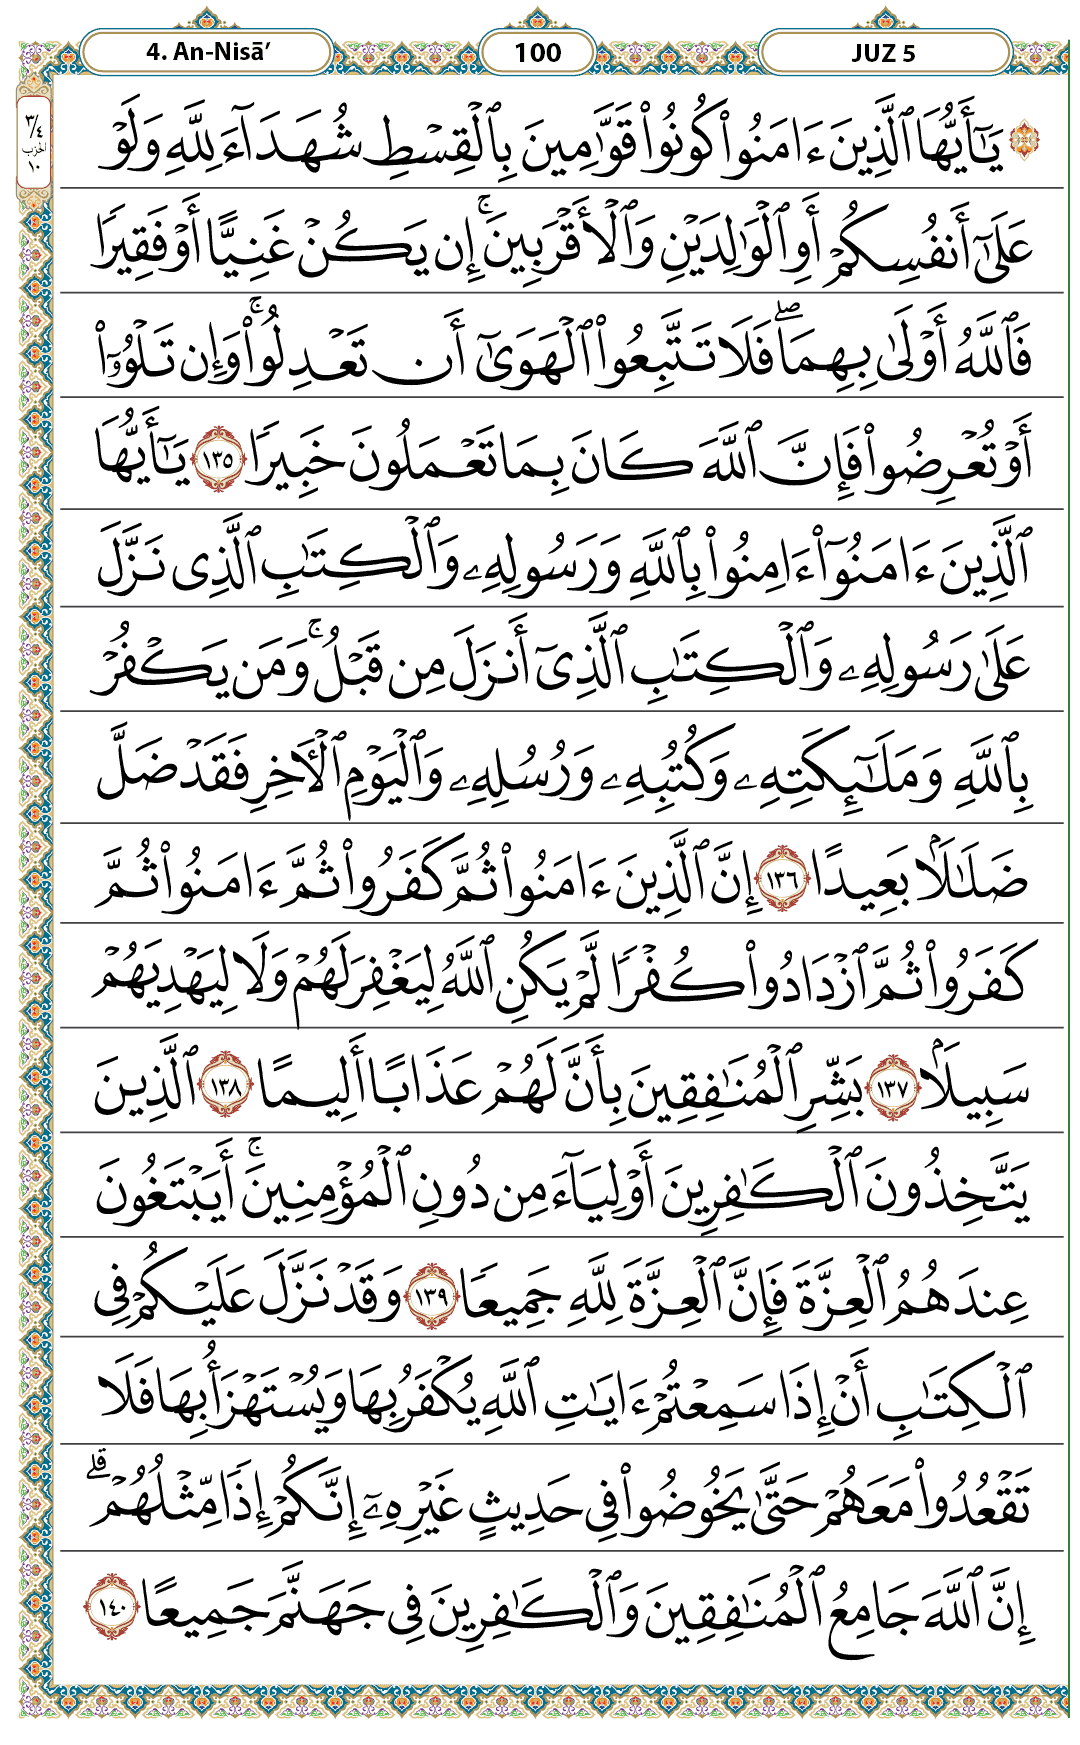 4. An-Nisā’ 100 JUZ 5
٣/٤
الحزب
١٠
يَٰٓأَيُّهَا ٱلَّذِينَ ءَامَنُواْ كُونُواْ قَوَّٰمِينَ بِٱلۡقِسۡطِ شُهَدَآءَ لِلَّهِ وَلَوۡ
عَلَىٰٓ أَنفُسِكُمۡ أَوِ ٱلۡوَٰلِدَيۡنِ وَٱلۡأَقۡرَبِينَۚ إِن يَكُنۡ غَنِيًّا أَوۡ فَقِيرٗا
فَٱللَّهُ أَوۡلَىٰ بِهِمَاۖ فَلَا تَتَّبِعُواْ ٱلۡهَوَىٰٓ أَن تَعۡدِلُواْۚ وَإِن تَلۡوُۥٓاْ
أَوۡ تُعۡرِضُواْ فَإِنَّ ٱللَّهَ كَانَ بِمَا تَعۡمَلُونَ خَبِيرٗا ١٣٥ يَٰٓأَيُّهَا
ٱلَّذِينَ ءَامَنُوٓاْ ءَامِنُواْ بِٱللَّهِ وَرَسُولِهِۦ وَٱلۡكِتَٰبِ ٱلَّذِي نَزَّلَ
عَلَىٰ رَسُولِهِۦ وَٱلۡكِتَٰبِ ٱلَّذِيٓ أَنزَلَ مِن قَبۡلُۚ وَمَن يَكۡفُرۡ
بِٱللَّهِ وَمَلَٰٓئِكَتِهِۦ وَكُتُبِهِۦ وَرُسُلِهِۦ وَٱلۡيَوۡمِ ٱلۡأٓخِرِ فَقَدۡ ضَلَّ
ضَلَٰلَۢا بَعِيدًا ١٣٦ إِنَّ ٱلَّذِينَ ءَامَنُواْ ثُمَّ كَفَرُواْ ثُمَّ ءَامَنُواْ ثُمَّ
كَفَرُواْ ثُمَّ ٱزۡدَادُواْ كُفۡرٗا لَّمۡ يَكُنِ ٱللَّهُ لِيَغۡفِرَ لَهُمۡ وَلَا لِيَهۡدِيَهُمۡ
سَبِيلَۢا ١٣٧ بَشِّرِ ٱلۡمُنَٰفِقِينَ بِأَنَّ لَهُمۡ عَذَابًا أَلِيمًا ١٣٨ ٱلَّذِينَ
يَتَّخِذُونَ ٱلۡكَٰفِرِينَ أَوۡلِيَآءَ مِن دُونِ ٱلۡمُؤۡمِنِينَۚ أَيَبۡتَغُونَ
عِندَهُمُ ٱلۡعِزَّةَ فَإِنَّ ٱلۡعِزَّةَ لِلَّهِ جَمِيعٗا ١٣٩ وَقَدۡ نَزَّلَ عَلَيۡكُمۡ فِي
ٱلۡكِتَٰبِ أَنۡ إِذَا سَمِعۡتُمۡ ءَايَٰتِ ٱللَّهِ يُكۡفَرُ بِهَا وَيُسۡتَهۡزَأُ بِهَا فَلَا
تَقۡعُدُواْ مَعَهُمۡ حَتَّىٰ يَخُوضُواْ فِي حَدِيثٍ غَيۡرِهِۦٓ إِنَّكُمۡ إِذٗا مِّثۡلُهُمۡۗ
إِنَّ ٱللَّهَ جَامِعُ ٱلۡمُنَٰفِقِينَ وَٱلۡكَٰفِرِينَ فِي جَهَنَّمَ جَمِيعًا ١٤٠